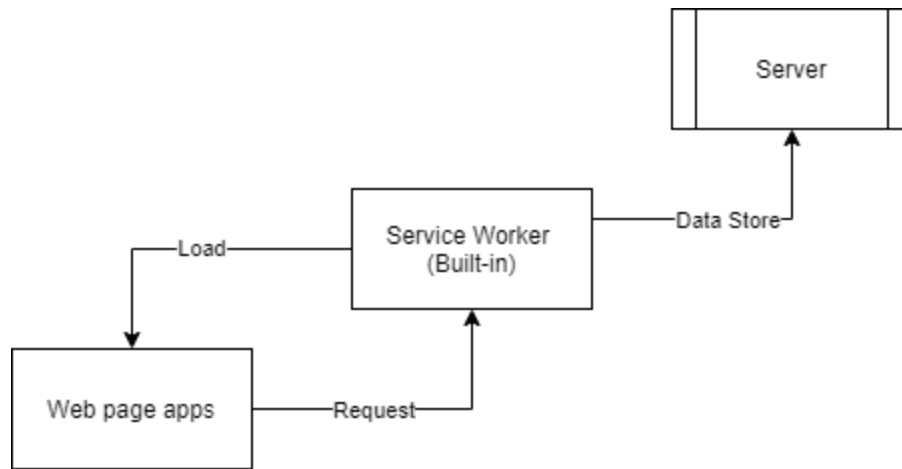 Server
Data Store
Service Worker
(Built-in)
Load
Web page apps
Request